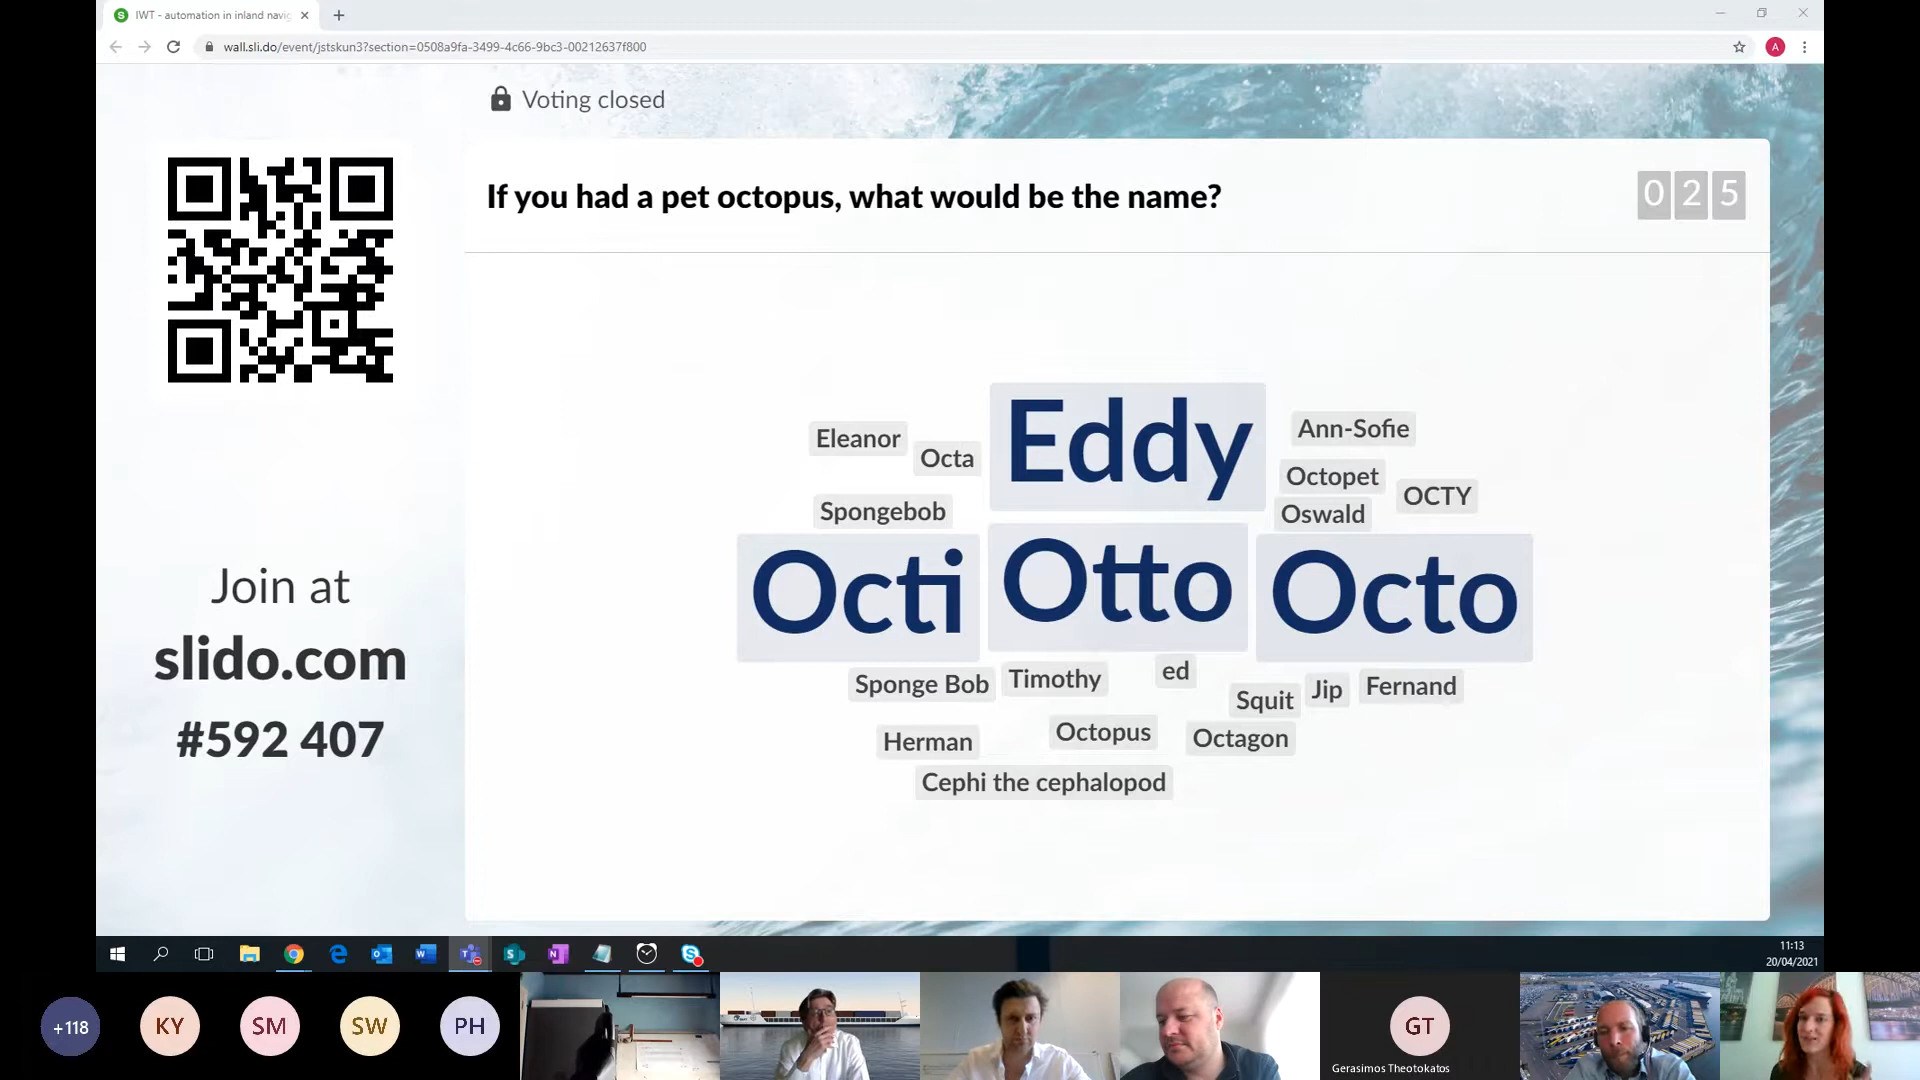 IWT - automation in inland navig
wall.sli.do/event/jstskun3?section=0508a9fa-3499-4c66-9bc3-00212637f800
A
Voting closed
If you had a pet octopus, what would be the name?
025
Join at
slido.com
#592 407
Eddy
Eleanor
Octa
Ann-Sofie
Octopet
OCTY
Spongebob
Oswald
Octi
Otto
Octo
Sponge Bob
Timothy
ed
Squit
Jip
Fernand
Herman
Octopus
Octagon
Cephi the cephalopod
11:13
20/04/2021
+118
KY
SM
SW
PH
GT
Gerasimos Theotokatos